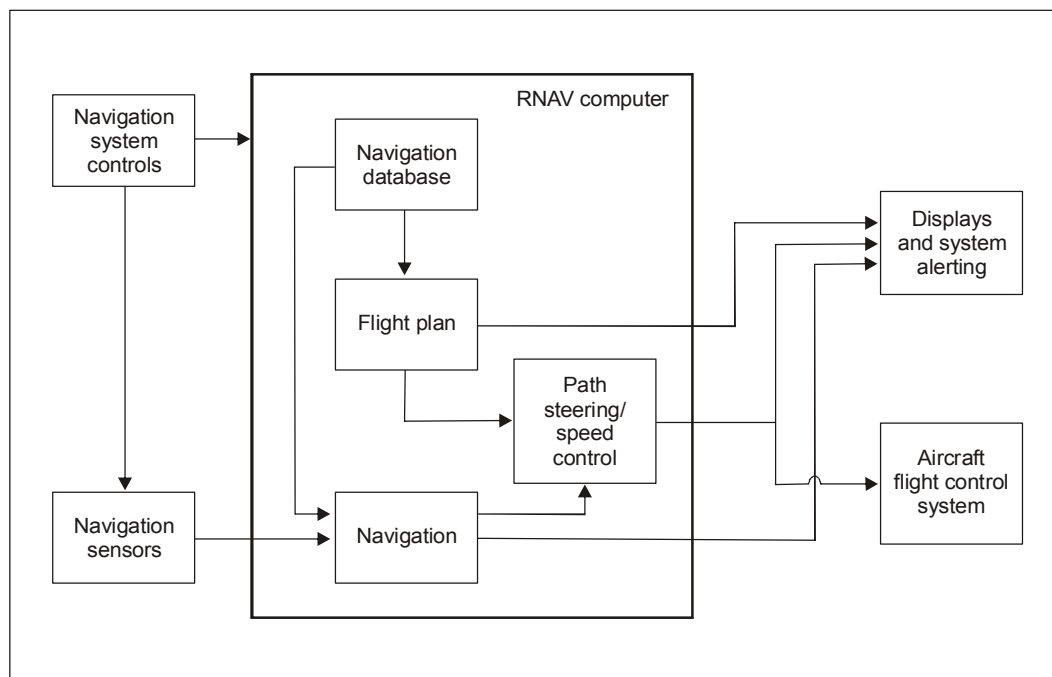 RNAV computer
Navigation
system
controls
Navigation
database
Displays
and system
alerting
Flight plan
Path
steering/
speed
control
Aircraft
flight control
system
Navigation
sensors
Navigation